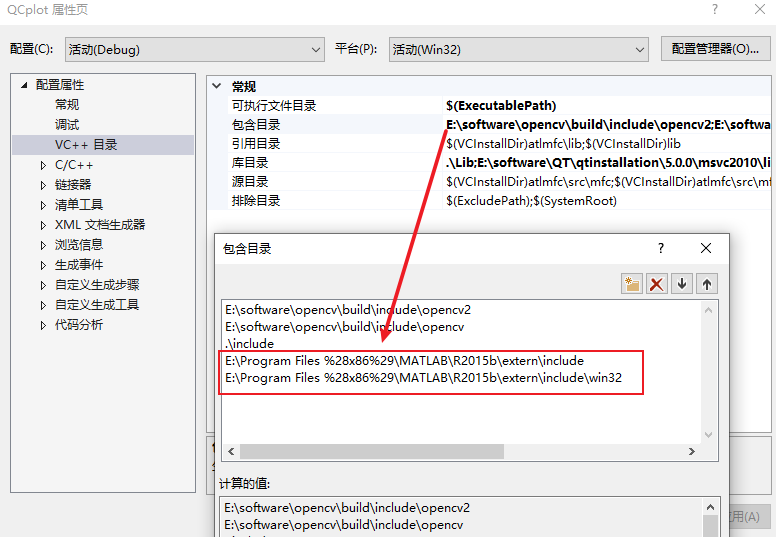 QCplot 属性页
配置(C): 活动(Debug) 平台(P): 活动(Win32) 配置管理器(O)...
配置属性
常规
调试
VC++ 目录
C/C++
链接器
清单工具
XML 文档生成器
浏览信息
生成事件
自定义生成步骤
自定义生成工具
代码分析
常规
可执行文件目录 $(ExecutablePath)
包含目录 E:\software\opencv\build\include\opencv2;E:\softwa
引用目录 $(VCInstallDir)atlmfc\lib;$(VCInstallDir)lib
库目录 .\Lib;E:\software\QT\qtinstallation\5.0.0\msvc2010\li
源目录 $(VCInstallDir)atlmfc\src\mfc;$(VCInstallDir)atlmfc\src\m
排除目录 $(ExcludePath);$(SystemRoot)
包含目录
E:\software\opencv\build\include\opencv2
E:\software\opencv\build\include\opencv
.\include
E:\Program Files %28x86%29\MATLAB\R2015b\extern\include
E:\Program Files %28x86%29\MATLAB\R2015b\extern\include\win32
计算的值:
E:\software\opencv\build\include\opencv2
E:\software\opencv\build\include\opencv
用(A)